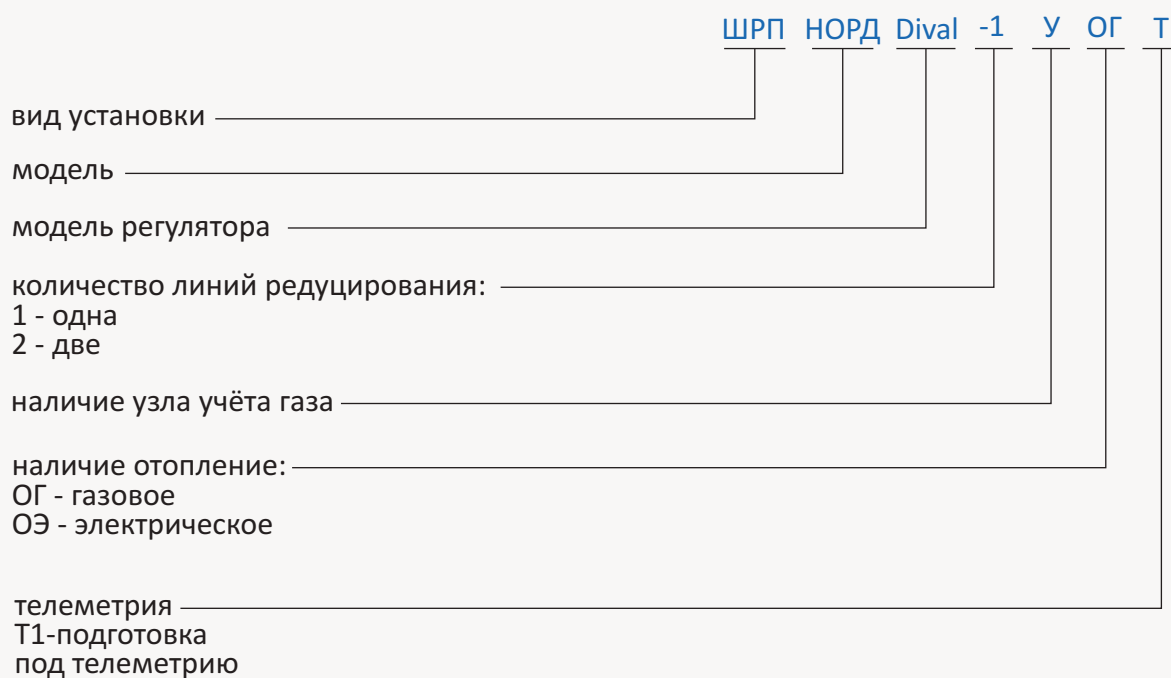 ШРП НОРД Dival -1 У ОГ Т
вид установки
модель
модель регулятора
количество линий редуцирования:
1 - одна
2 - две
наличие узла учёта газа
наличие отопление:
ОГ - газовое
ОЭ - электрическое
телеметрия
Т1-подготовка
под телеметрию